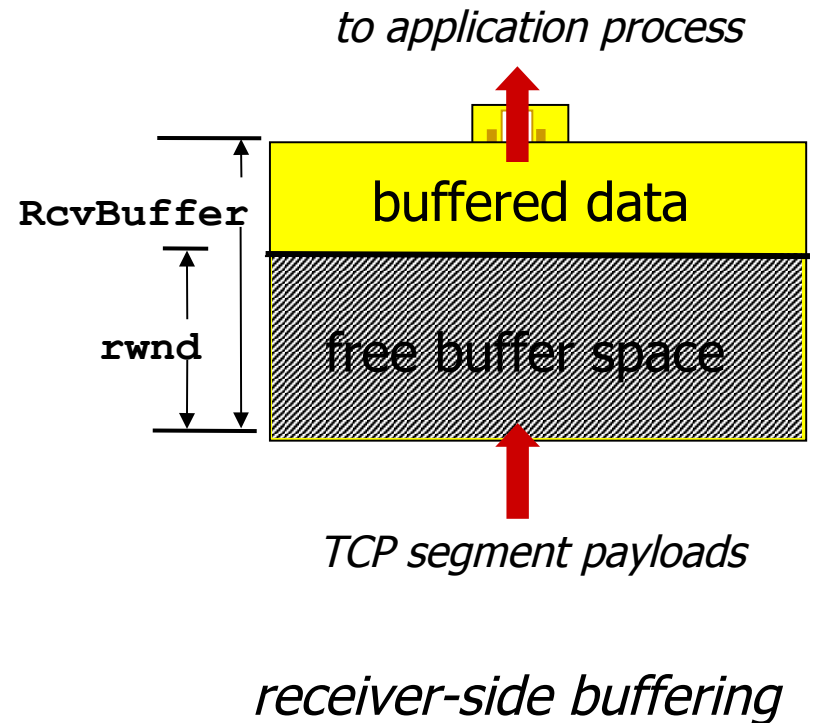 to application process
buffered data
RcvBuffer
rwnd
free buffer space
TCP segment payloads
receiver-side buffering